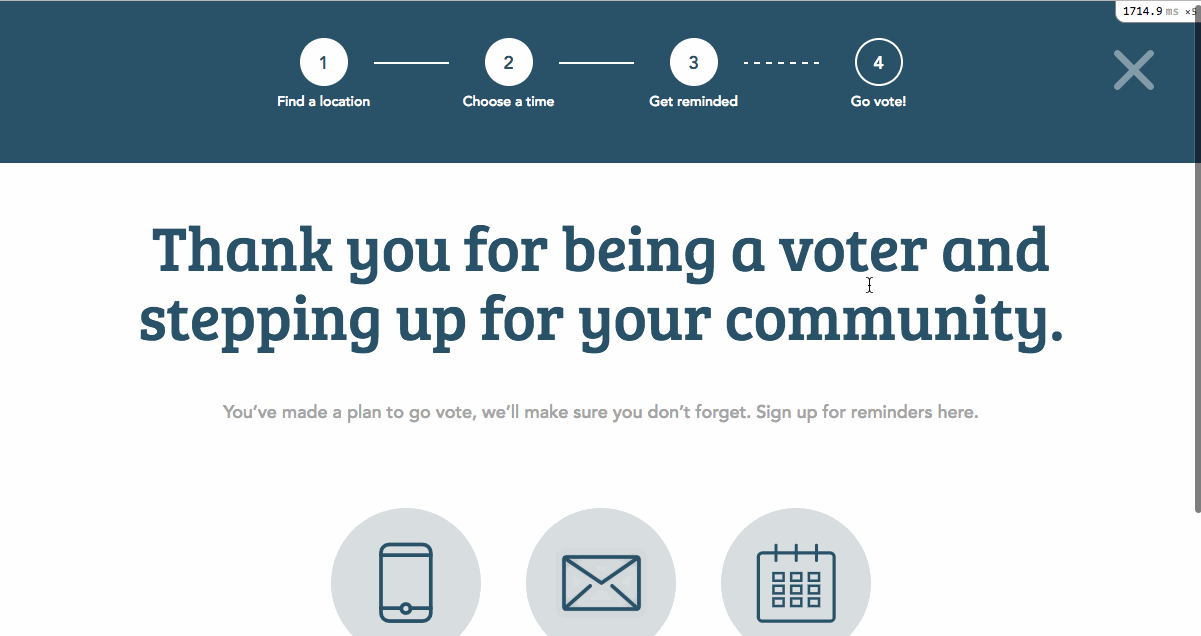 1714.9 ms ×5
1 2 3 4
Find a location Choose a time Get reminded Go vote!
Thank you for being a voter and
stepping up for your community.
You’ve made a plan to go vote, we’ll make sure you don’t forget. Sign up for reminders here.